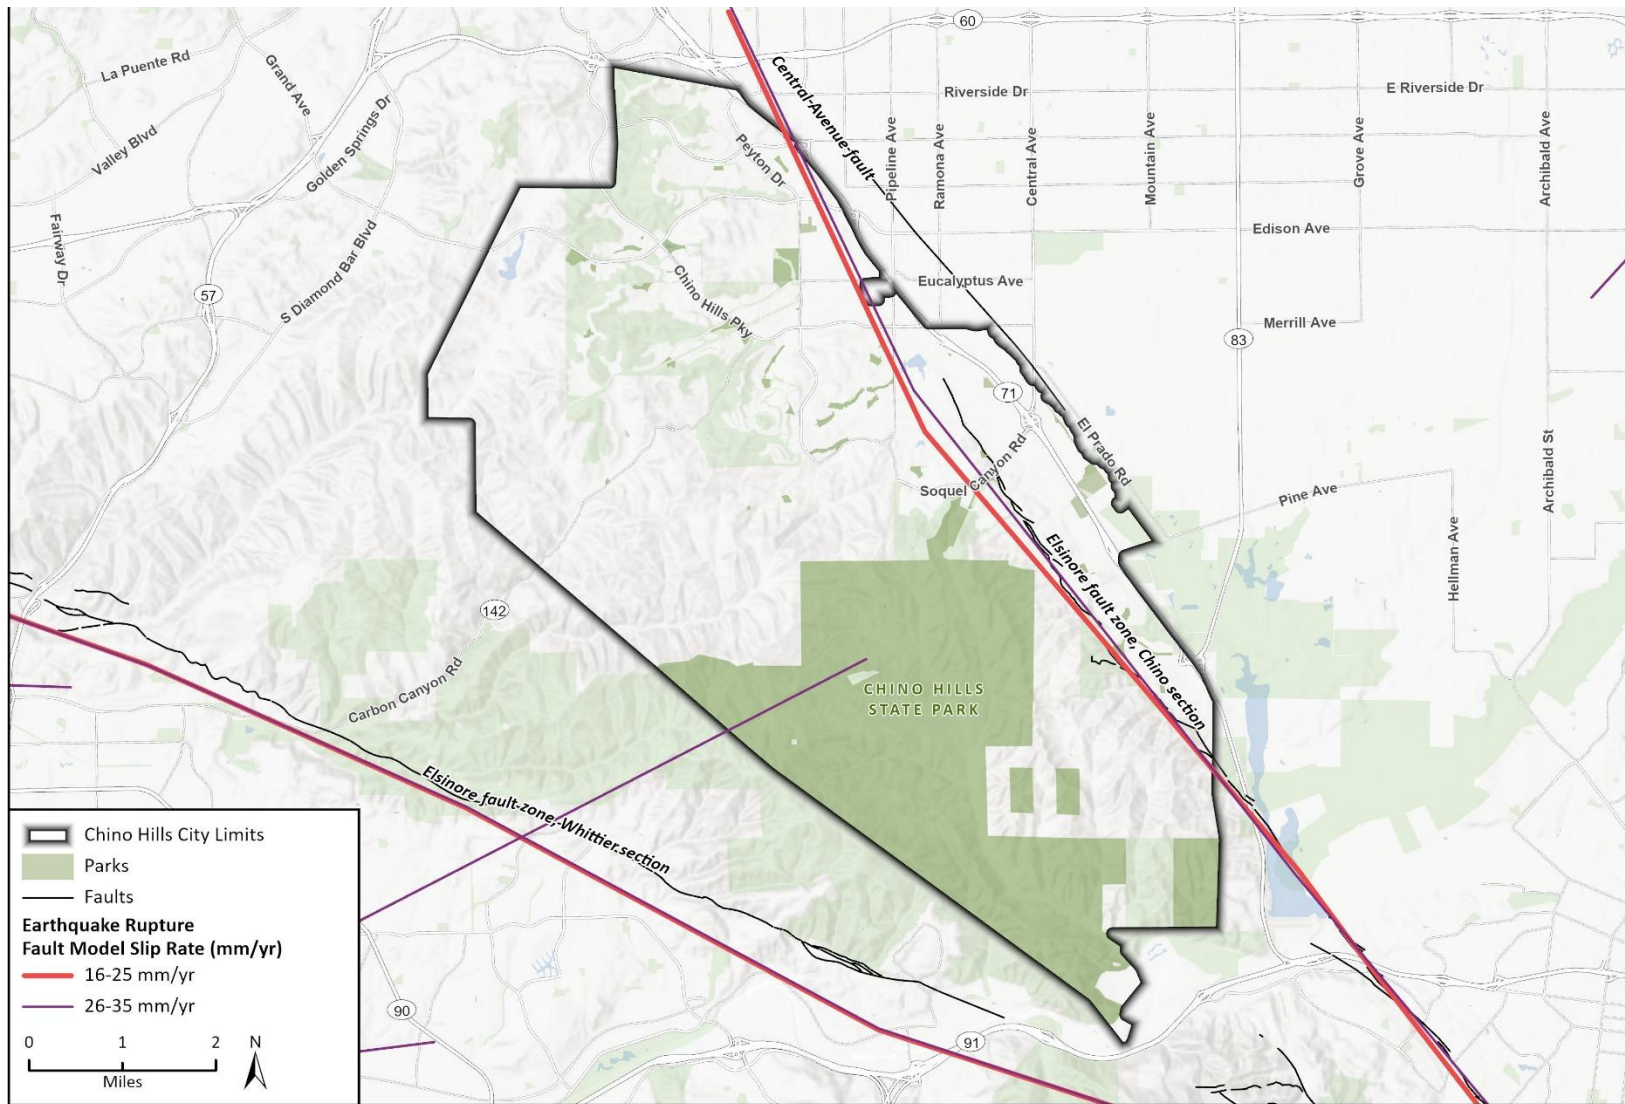 60
La Puente Rd
Grand Ave
Central-Avenue-fault
Riverside Dr
E Riverside Dr
Valley Blvd
Golden Springs Dr
Peyton Dr
Pipeline Ave
Ramona Ave
Central Ave
Mountain Ave
Grove Ave
Archibald Ave
Fairway Dr
S Diamond Bar Blvd
Edison Ave
57
Chino Hills Pky
Eucalyptus Ave
Merrill Ave
83
71
El Prado Rd
Soquel Canyon Rd
Pine Ave
Archibald St
Hellman Ave
Elsinore fault zone, Chino section
142
Carbon Canyon Rd
CHINO HILLS
STATE PARK
Elsinore fault-zone,-Whittier section
90
91
Chino Hills City Limits
Parks
Faults
Earthquake Rupture
Fault Model Slip Rate (mm/yr)
16-25 mm/yr
26-35 mm/yr
0 1 2
Miles
N